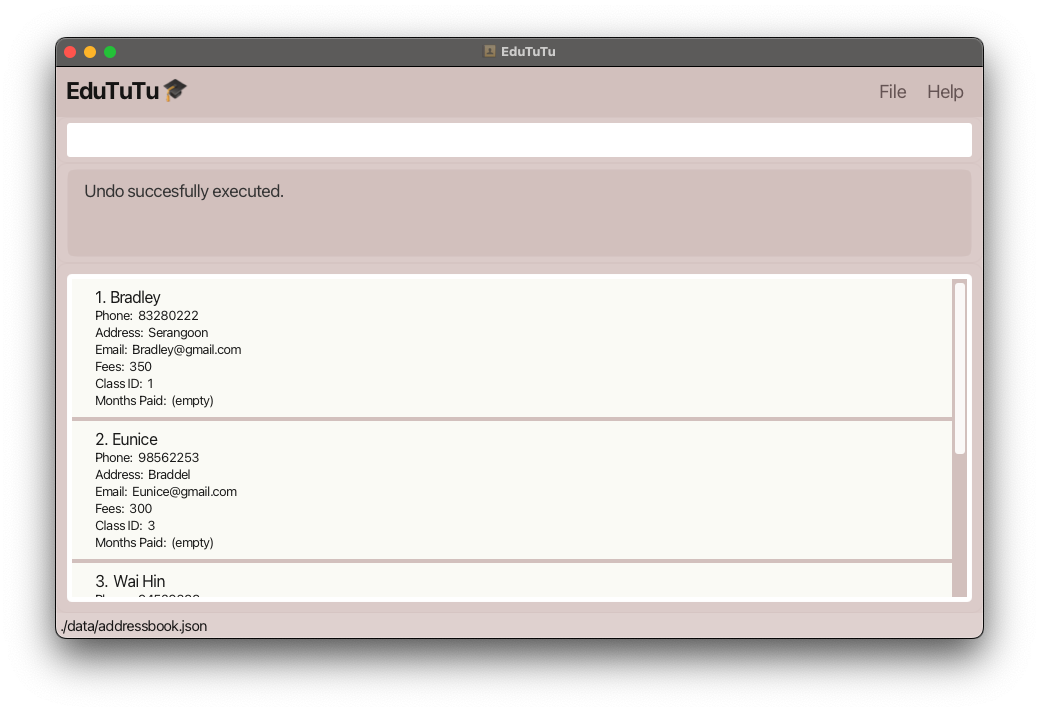 EduTuTu
EduTuTu
File Help
Undo succesfully executed.
1. Bradley
Phone: 83280222
Address: Serangoon
Email: Bradley@gmail.com
Fees: 350
Class ID: 1
Months Paid: (empty)
2. Eunice
Phone: 98562253
Address: Braddel
Email: Eunice@gmail.com
Fees: 300
Class ID: 3
Months Paid: (empty)
3. Wai Hin
./data/addressbook.json